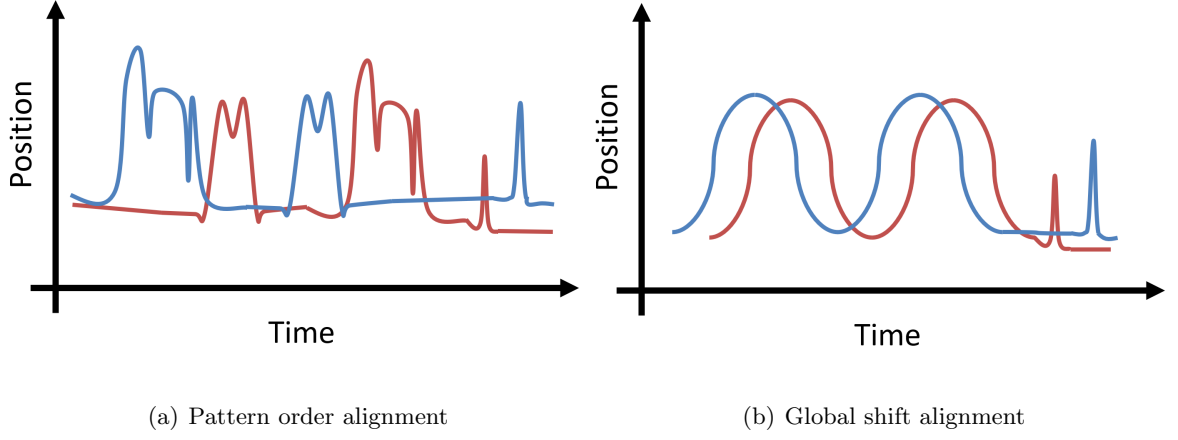 Position
Time
(a) Pattern order alignment
Position
Time
(b) Global shift alignment